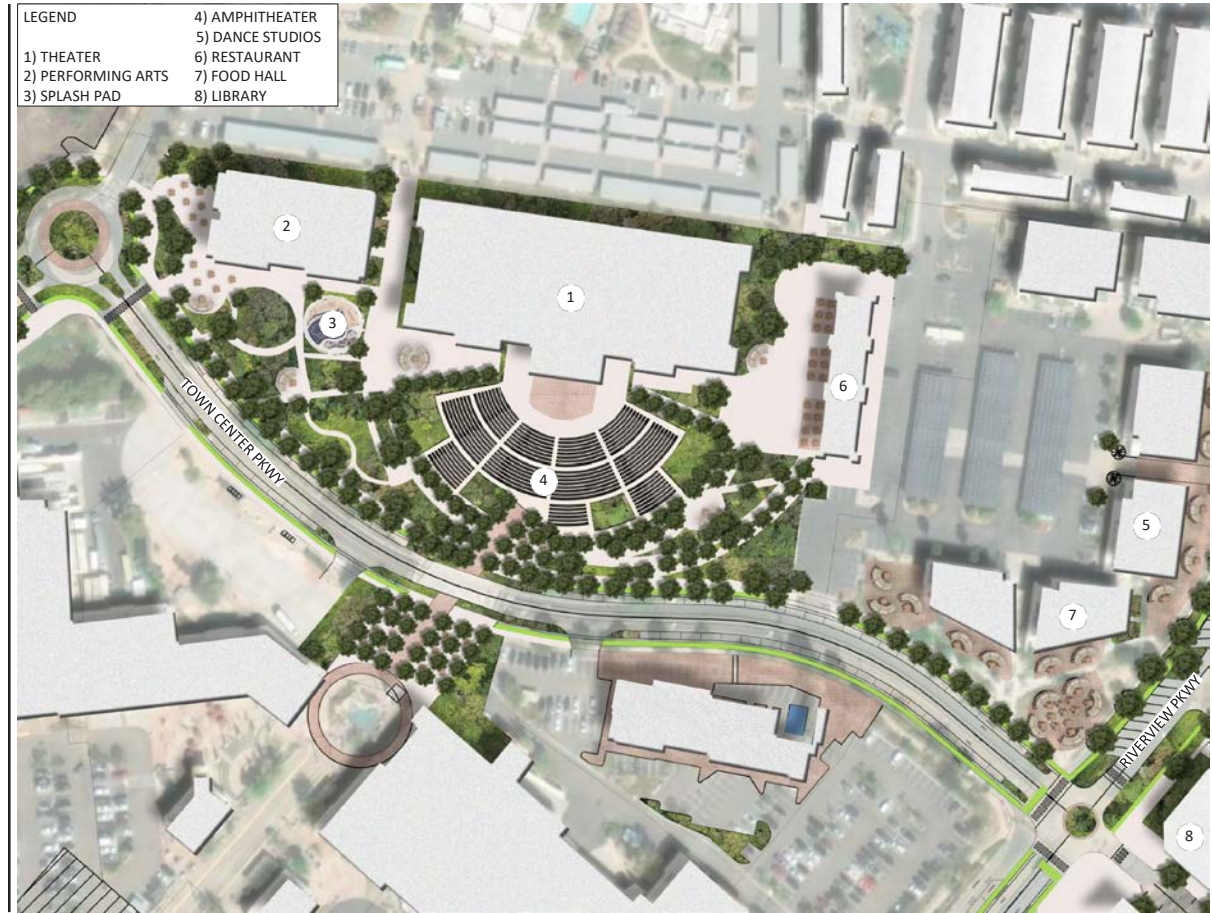 LEGEND
1) THEATER
2) PERFORMING ARTS
3) SPLASH PAD
4) AMPHITHEATER
5) DANCE STUDIOS
6) RESTAURANT
7) FOOD HALL
8) LIBRARY
2
1
3
6
TOWN CENTER PKWY
4
5
7
RIVERVIEW PKWY
8